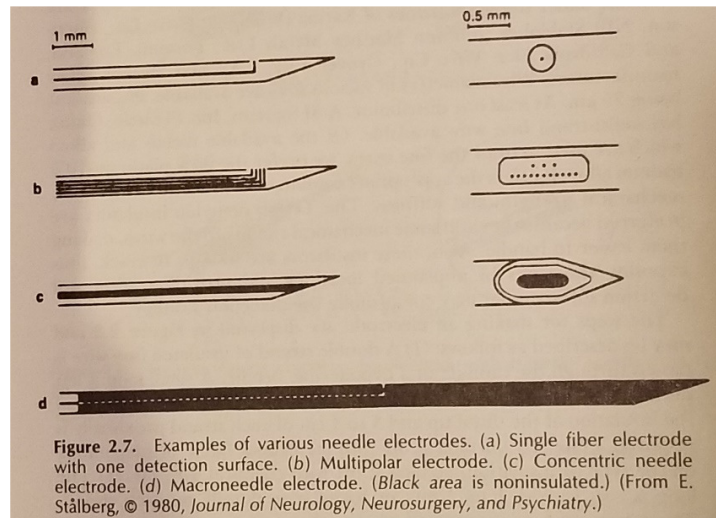 1 mm
0.5 mm
a
b
c
d
Figure 2.7. Examples of various needle electrodes. (a) Single fiber electrode
with one detection surface. (b) Multipolar electrode. (c) Concentric needle
electrode. (d) Macroneedle electrode. (Black area is noninsulated.) (From E.
Stålberg, © 1980, Journal of Neurology, Neurosurgery, and Psychiatry.)